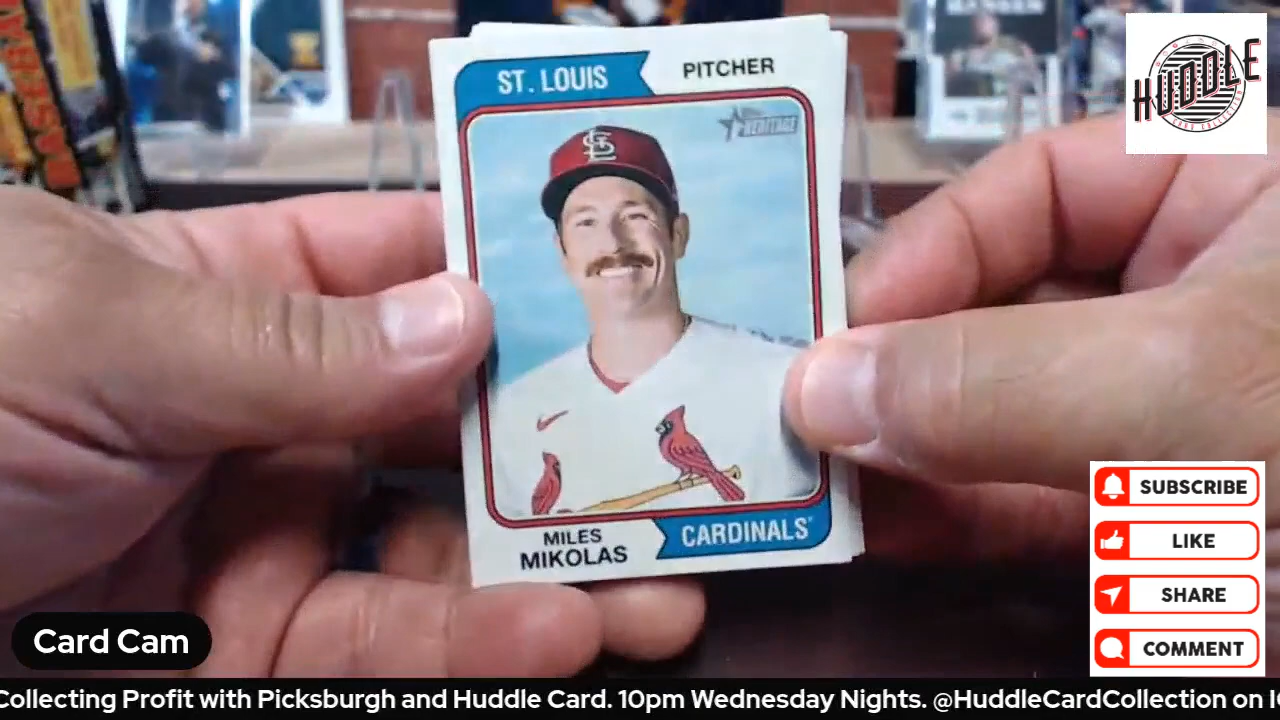 ST. LOUIS
PITCHER
HERITAGE
MILES
MIKOLAS
CARDINALS
HUDDLE
SUBSCRIBE
LIKE
SHARE
COMMENT
Card Cam
Collecting Profit with Picksburgh and Huddle Card. 10pm Wednesday Nights. @HuddleCardCollection on